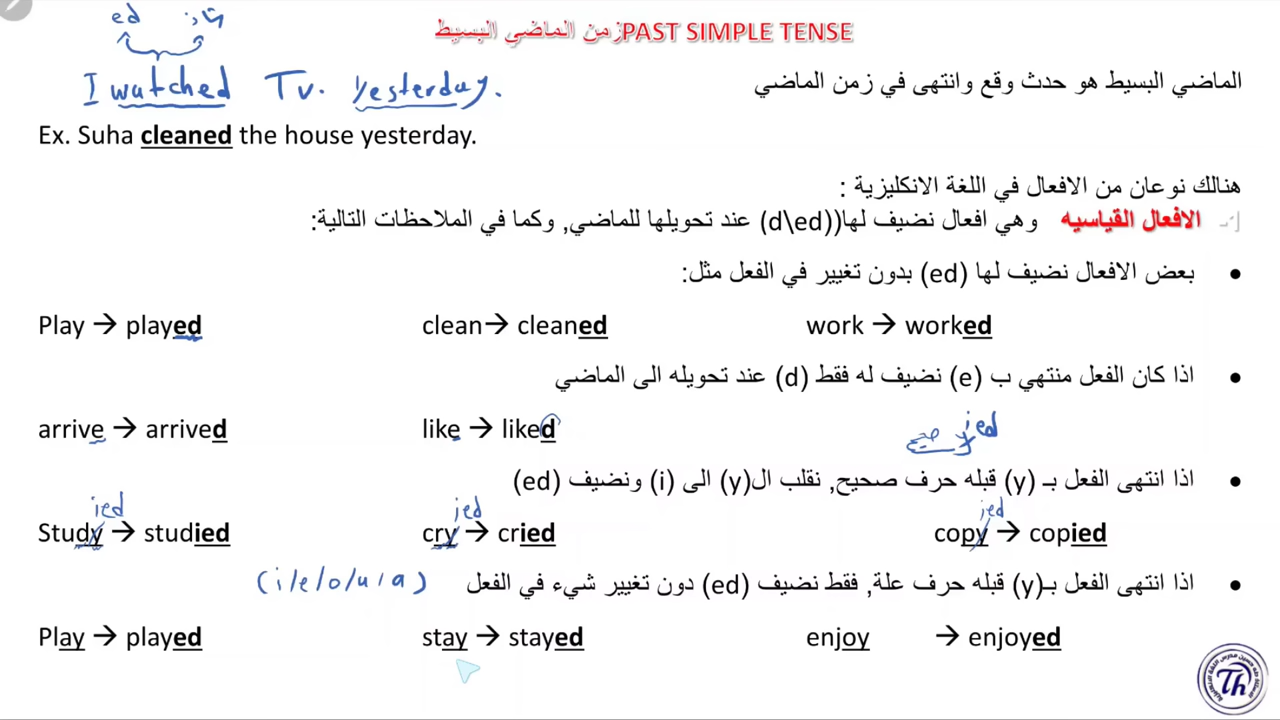 ed شاذ
PAST SIMPLE TENSEزمن الماضي البسيط
I watched Tv. yesterday.
الماضي البسيط هو حدث وقع وانتهى في زمن الماضي
Ex. Suha cleaned the house yesterday.
هنالك نوعان من الافعال في اللغة الانكليزية :
1- الافعال القياسيه وهي افعال نضيف لها((d\ed) عند تحويلها للماضي, وكما في الملاحظات التالية:
• بعض الافعال نضيف لها (ed) بدون تغيير في الفعل مثل:
Play → played clean→ cleaned work → worked
• اذا كان الفعل منتهي ب (e) نضيف له فقط (d) عند تحويله الى الماضي
arrive → arrived like → liked
صحيح y ied
• اذا انتهى الفعل بـ (y) قبله حرف صحيح, نقلب ال(y) الى (i) ونضيف (ed)
ied ied ied
Study → studied cry → cried copy → copied
• اذا انتهى الفعل بـ(y) قبله حرف علة, فقط نضيف (ed) دون تغيير شيء في الفعل (i/e/o/u/a)
Play → played stay → stayed enjoy → enjoyed
Th